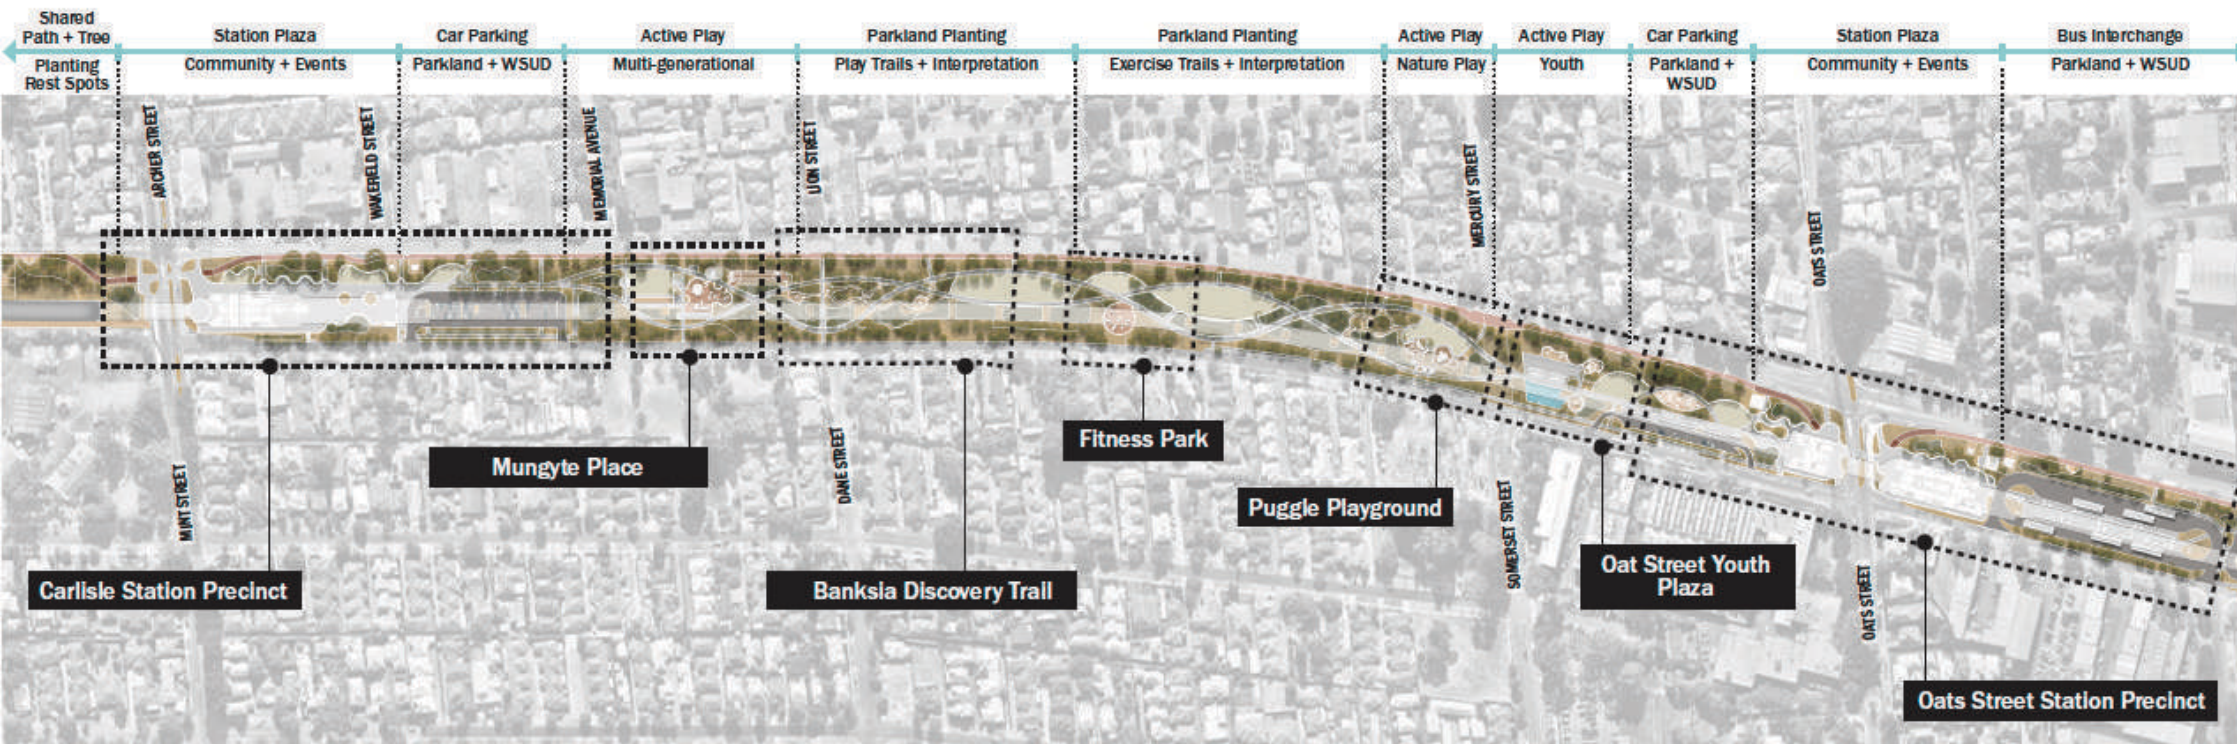 Shared
Path + Tree
Planting
Rest Spots
Station Plaza
Community + Events
Car Parking
Parkland + WSUD
Active Play
Multi-generational
Parkland Planting
Play Trails + Interpretation
Parkland Planting
Exercise Trails + Interpretation
Active Play
Nature Play
Active Play
Youth
Car Parking
Parkland +
WSUD
Station Plaza
Community + Events
Bus Interchange
Parkland + WSUD
ARCHER STREET
WAKEFIELD STREET
MEMORIAL AVENUE
LION STREET
MERCURY STREET
OATS STREET
MINT STREET
DANE STREET
SOMERSET STREET
OATS STREET
Carlisle Station Precinct
Mungyte Place
Banksia Discovery Trail
Fitness Park
Puggle Playground
Oat Street Youth
Plaza
Oats Street Station Precinct